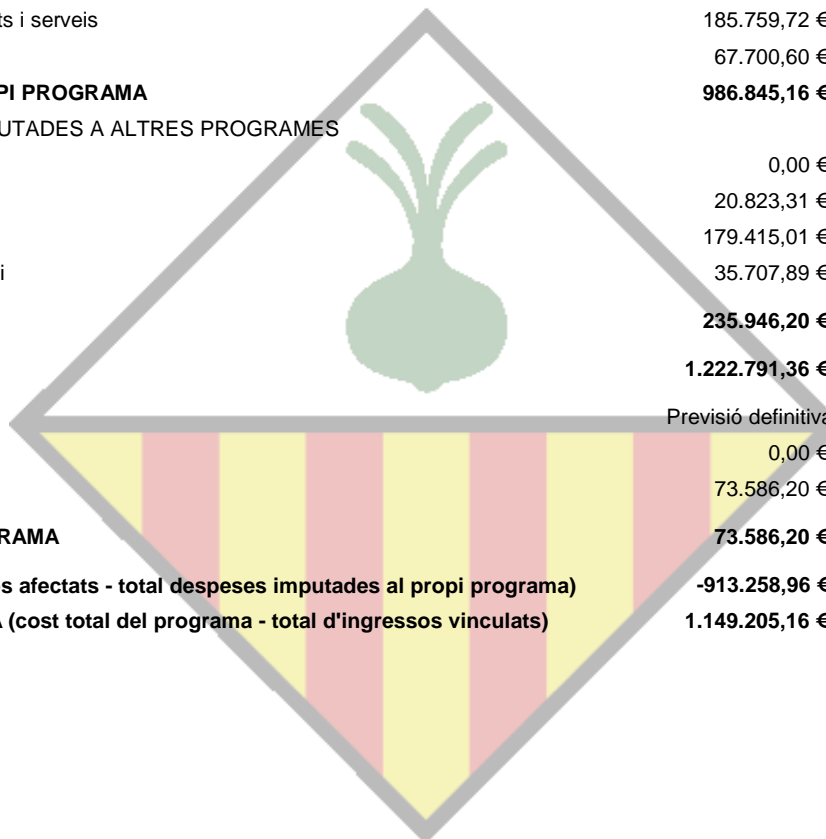 ts i serveis 185.759,72 €
67.700,60 €
PI PROGRAMA 986.845,16 €
UTADES A ALTRES PROGRAMES
0,00 €
20.823,31 €
179.415,01 €
i 35.707,89 €
235.946,20 €
1.222.791,36 €
Previsió definitiva
0,00 €
73.586,20 €
RAMA 73.586,20 €
s afectats - total despeses imputades al propi programa) -913.258,96 €
A (cost total del programa - total d'ingressos vinculats) 1.149.205,16 €